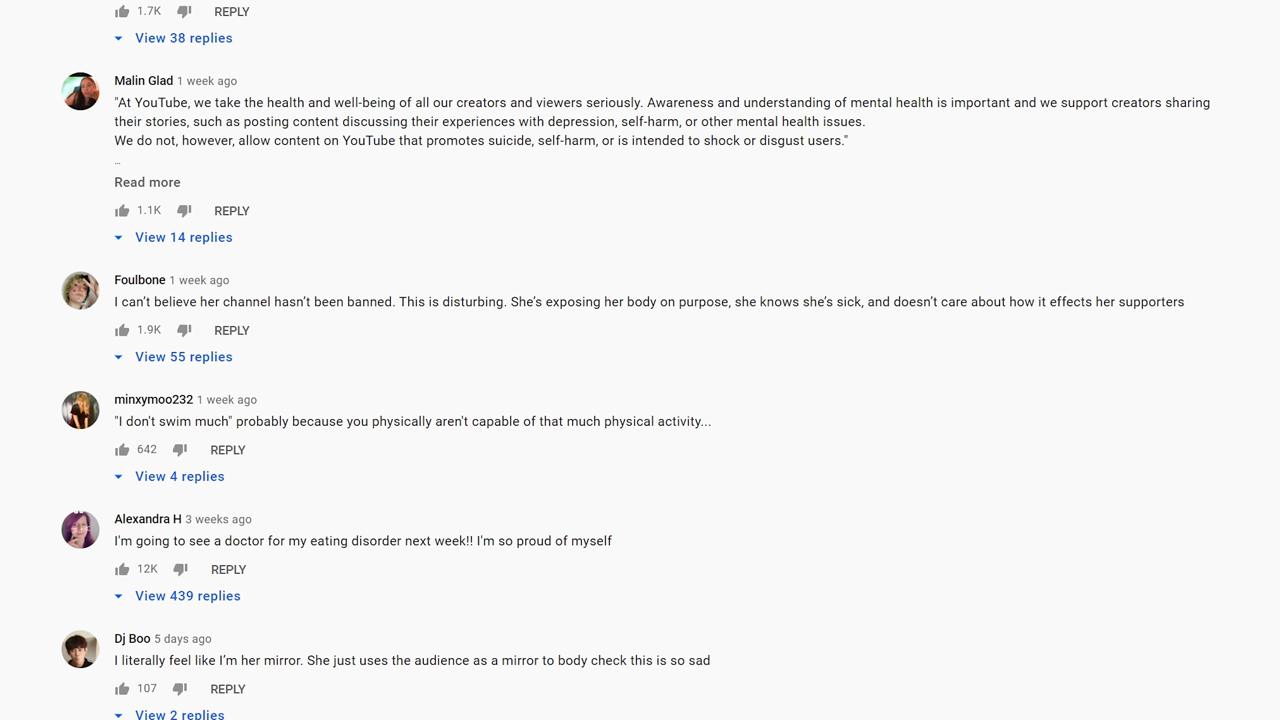 1.7K REPLY
View 38 replies
Malin Glad 1 week ago
"At YouTube, we take the health and well-being of all our creators and viewers seriously. Awareness and understanding of mental health is important and we support creators sharing
their stories, such as posting content discussing their experiences with depression, self-harm, or other mental health issues.
We do not, however, allow content on YouTube that promotes suicide, self-harm, or is intended to shock or disgust users."
...
Read more
1.1K REPLY
View 14 replies
Foulbone 1 week ago
I can’t believe her channel hasn’t been banned. This is disturbing. She’s exposing her body on purpose, she knows she’s sick, and doesn’t care about how it effects her supporters
1.9K REPLY
View 55 replies
minxymoo232 1 week ago
"I don't swim much" probably because you physically aren't capable of that much physical activity...
642 REPLY
View 4 replies
Alexandra H 3 weeks ago
I'm going to see a doctor for my eating disorder next week!! I'm so proud of myself
12K REPLY
View 439 replies
Dj Boo 5 days ago
I literally feel like I’m her mirror. She just uses the audience as a mirror to body check this is so sad
107 REPLY
View 2 replies